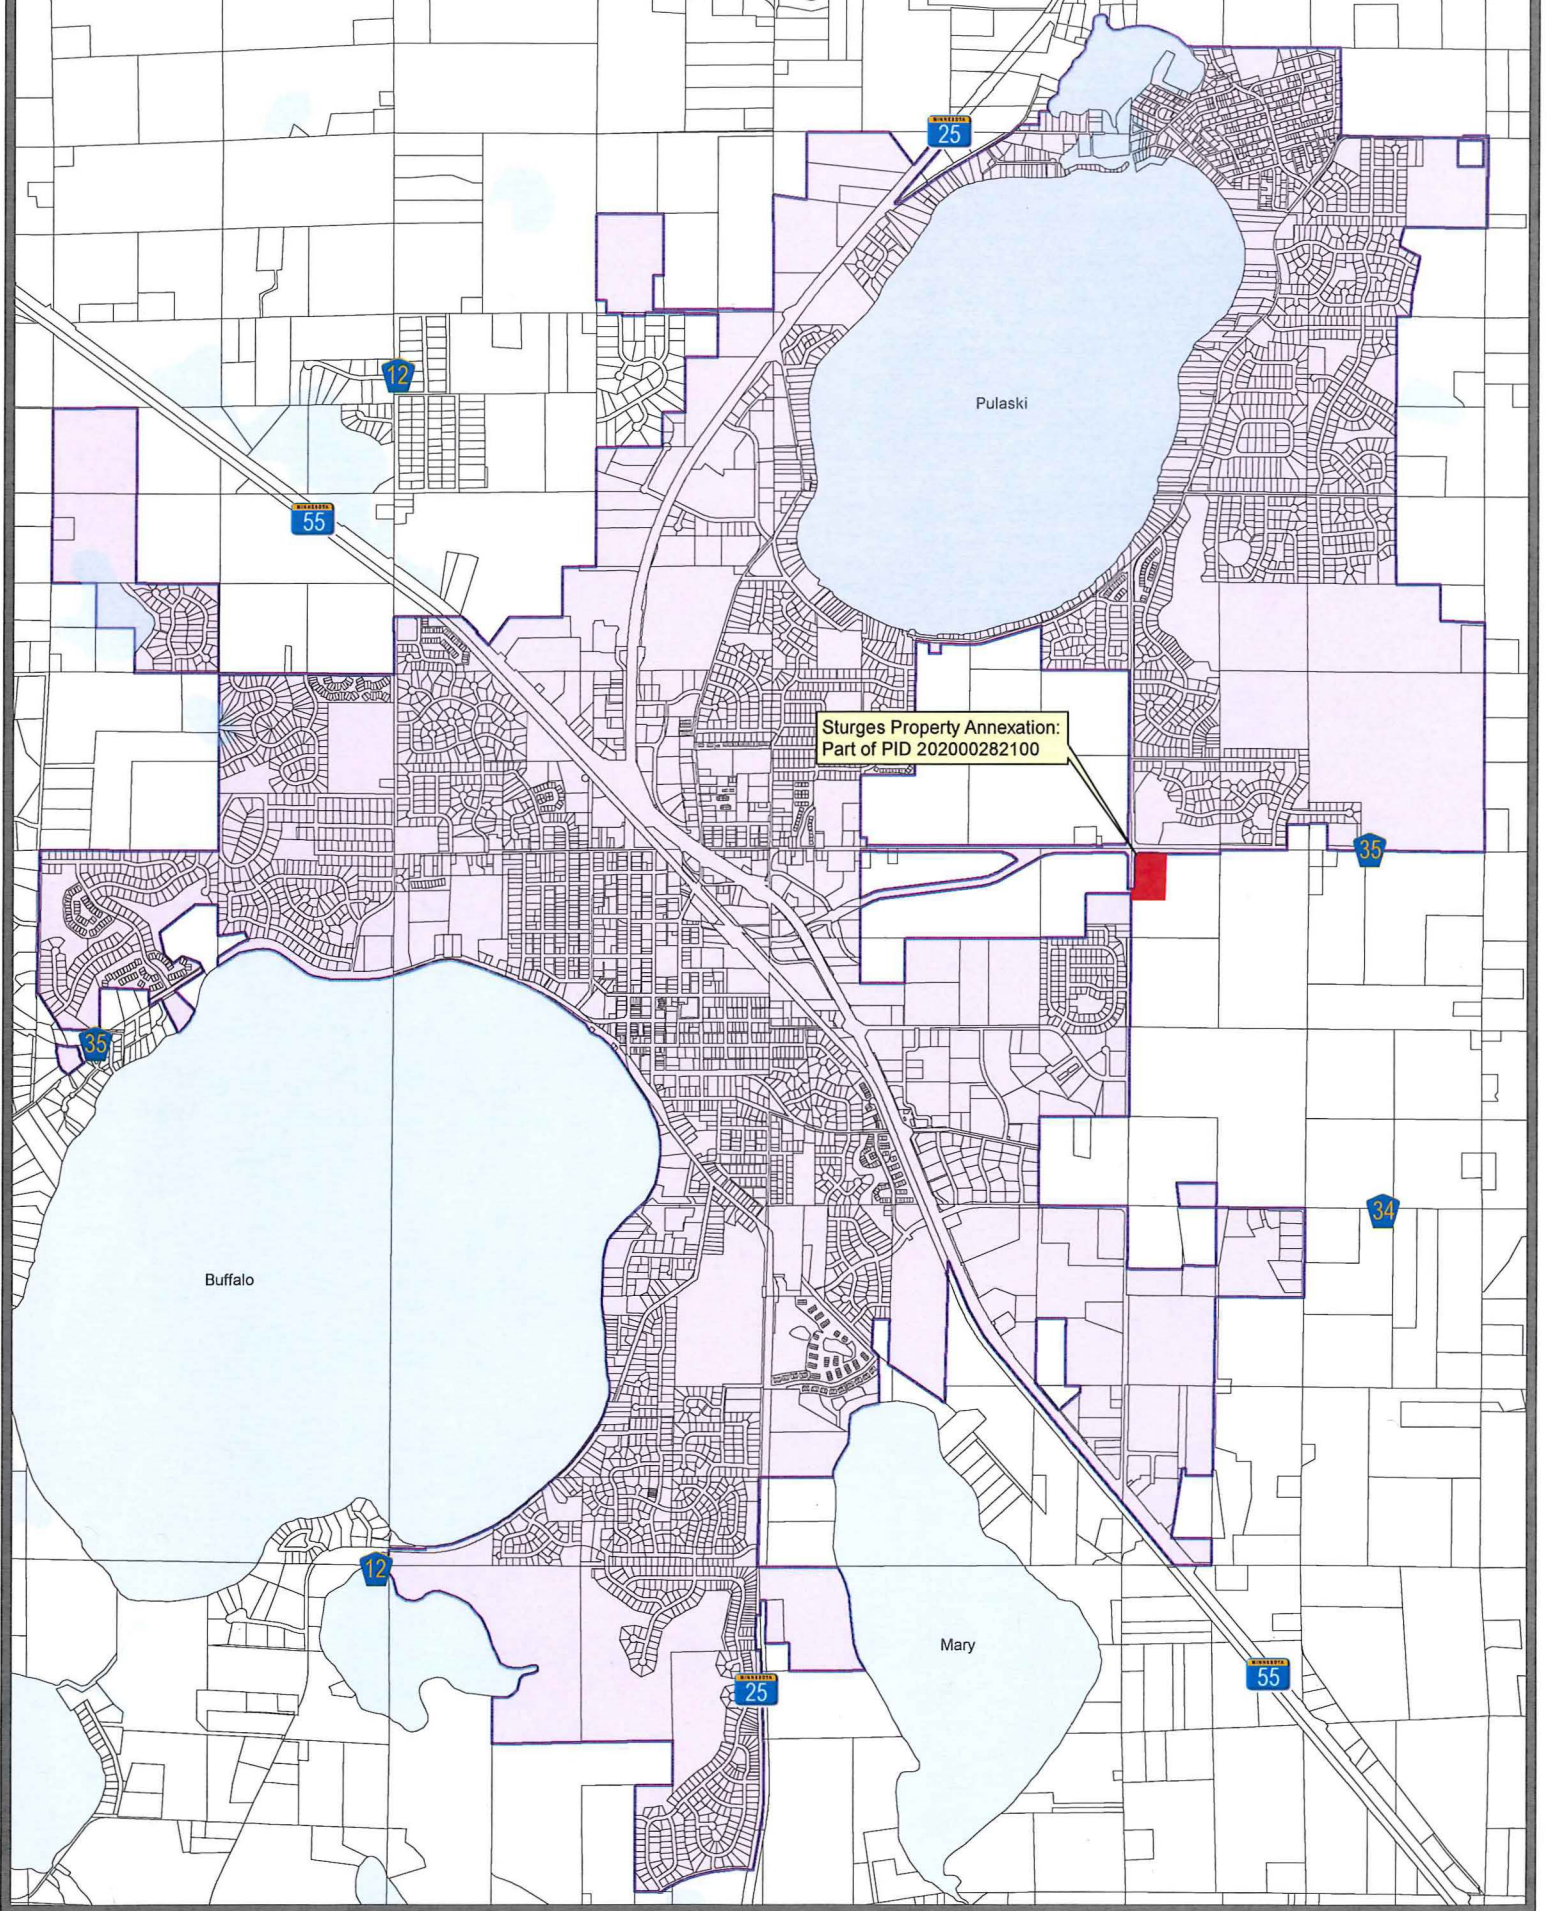 MINNESOTA
25
12
Pulaski
MINNESOTA
55
Sturges Property Annexation:
Part of PID 202000282100
35
35
34
Buffalo
12
Mary
MINNESOTA
55
MINNESOTA
25